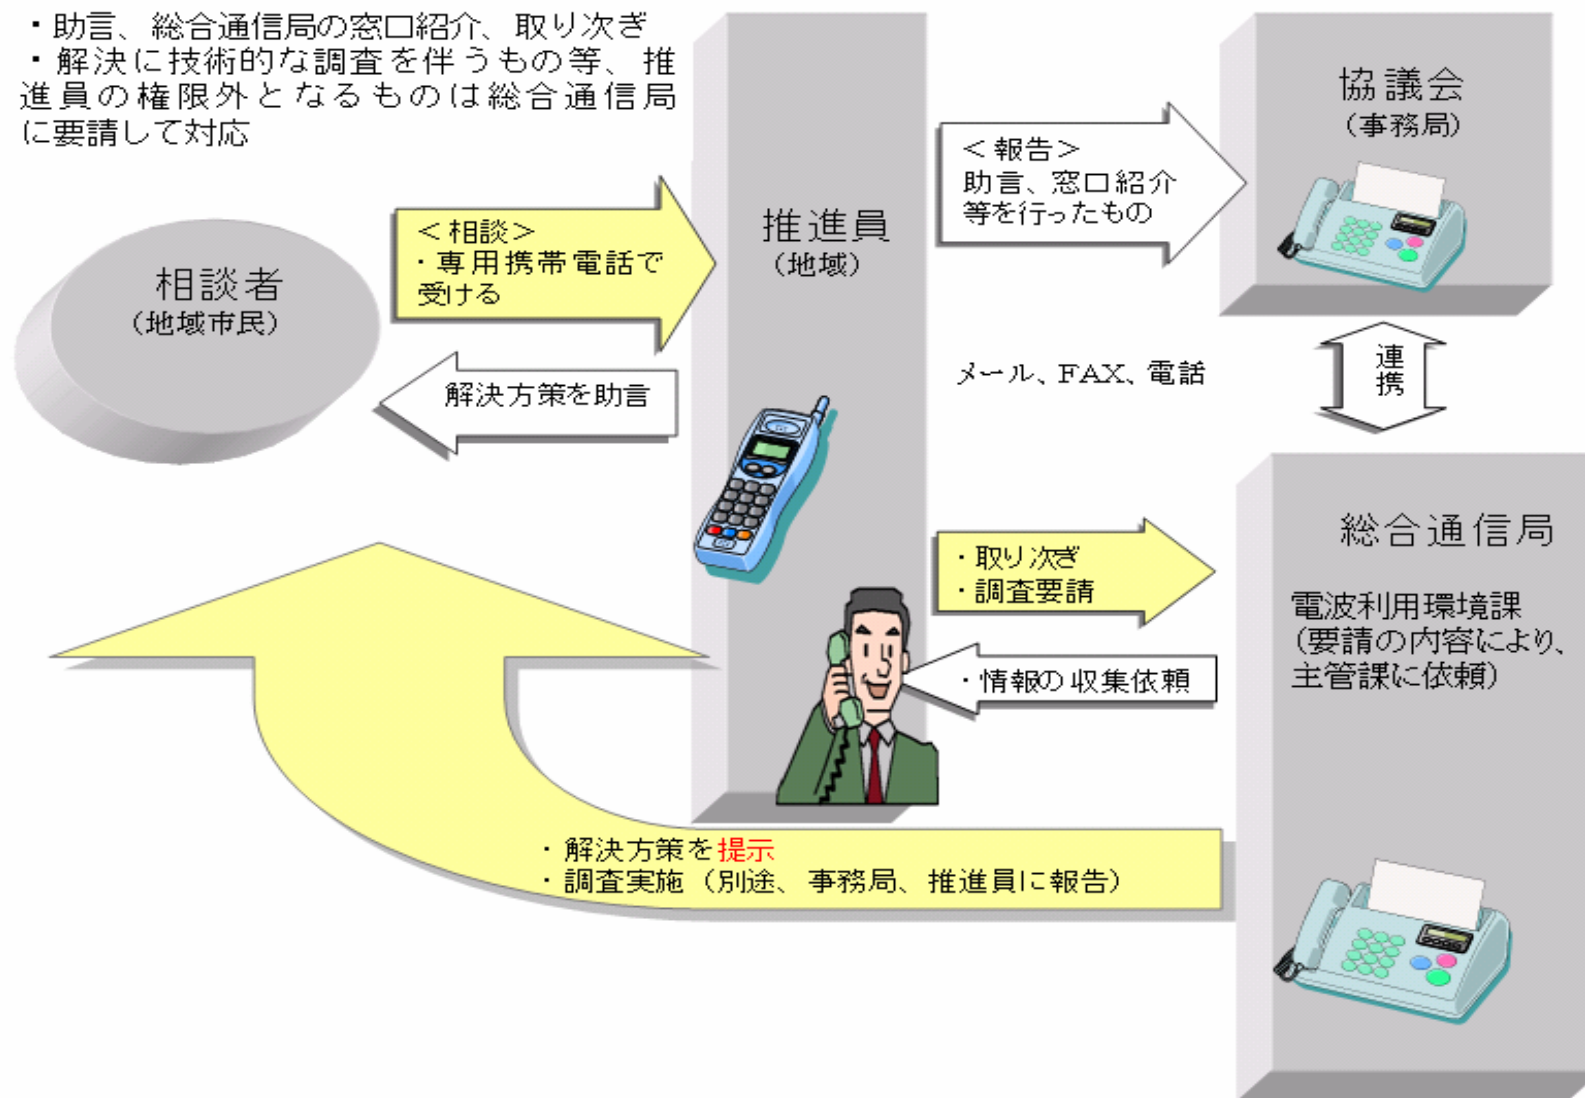 ・助言、総合通信局の窓口紹介、取り次ぎ
・解決に技術的な調査を伴うもの等、推
進員の権限外となるものは総合通信局
に要請して対応
相談者
（地域市民）
＜相談＞
・専用携帯電話で
受ける
解決方策を助言
推進員
（地域）
＜報告＞
助言、窓口紹介
等を行ったもの
協議会
（事務局）
メール、FAX、電話
連携
・取り次ぎ
・調査要請
・情報の収集依頼
総合通信局
電波利用環境課
（要請の内容により、
主管課に依頼）
・解決方策を提示
・調査実施（別途、事務局、推進員に報告）